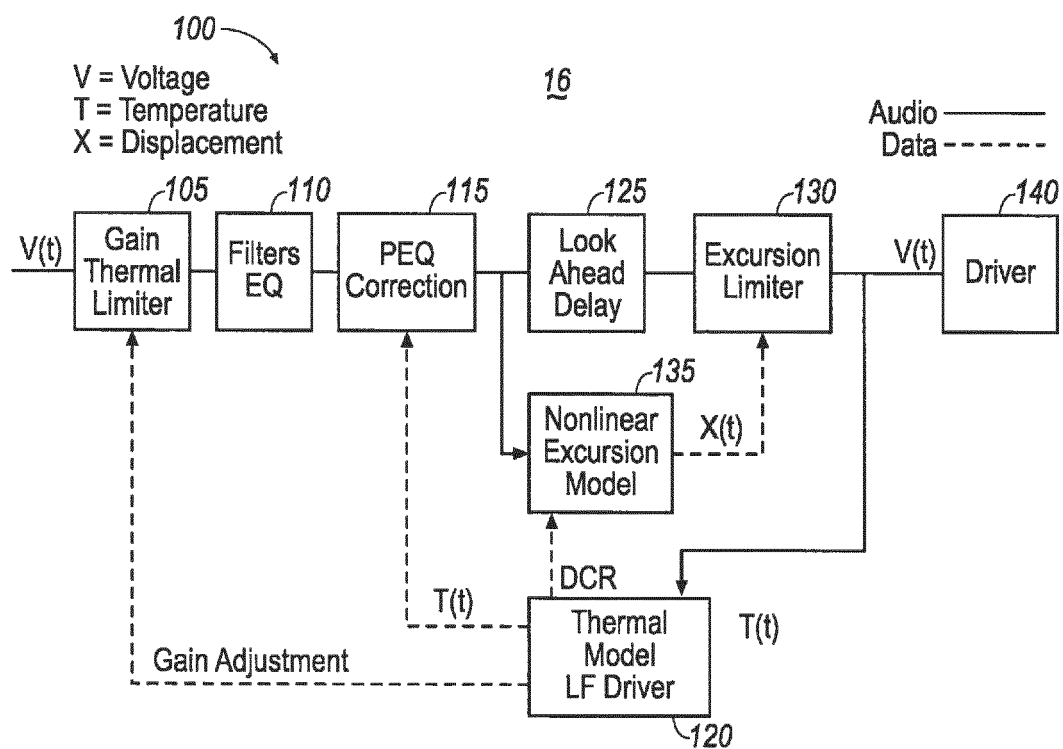 100
V = Voltage
T = Temperature
X = Displacement
16
Audio
Data
105
110
115
125
130
140
V(t)
Gain
Thermal
Limiter
Filters
EQ
PEQ
Correction
Look
Ahead
Delay
Excursion
Limiter
V(t)
Driver
135
Nonlinear
Excursion
Model
X(t)
DCR
T(t)
Thermal
Model
LF Driver
T(t)
Gain Adjustment
120